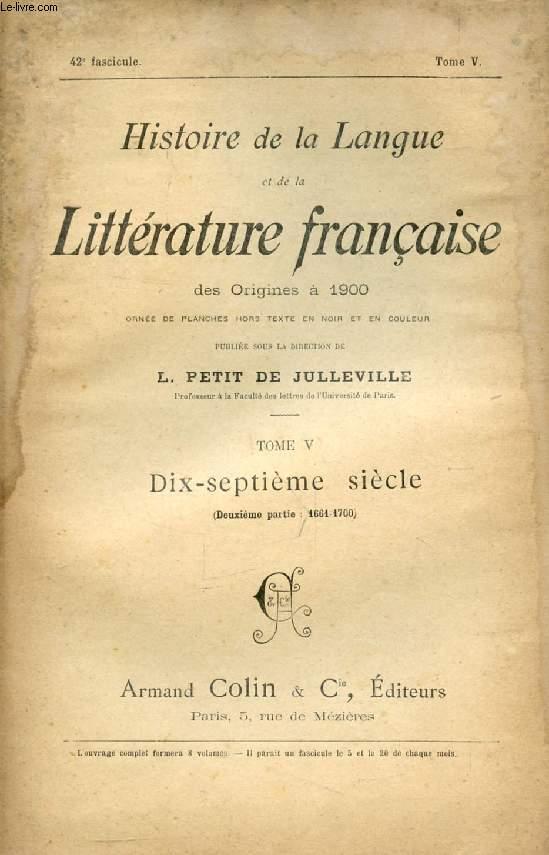 Le-livre.com
42e fascicule. Tome V.
Histoire de la Langue
et de la
Littérature française
des Origines à 1900
ORNÉE DE PLANCHES HORS TEXTE EN NOIR ET EN COULEUR
PUBLIÉE SOUS LA DIRECTION DE
L. PETIT DE JULLEVILLE
Professeur à la Faculté des lettres de l'Université de Paris.
TOME V
Dix-septième siècle
(Deuxième partie : 1661-1700)
& Cie
Armand Colin & Cie, Éditeurs
Paris, 5, rue de Mézières
L'ouvrage complet formera 8 volumes. — Il paraît un fascicule le 5 et le 20 de chaque mois.